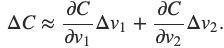 ΔC ≈ ∂C/∂v₁ Δv₁ + ∂C/∂v₂ Δv₂.